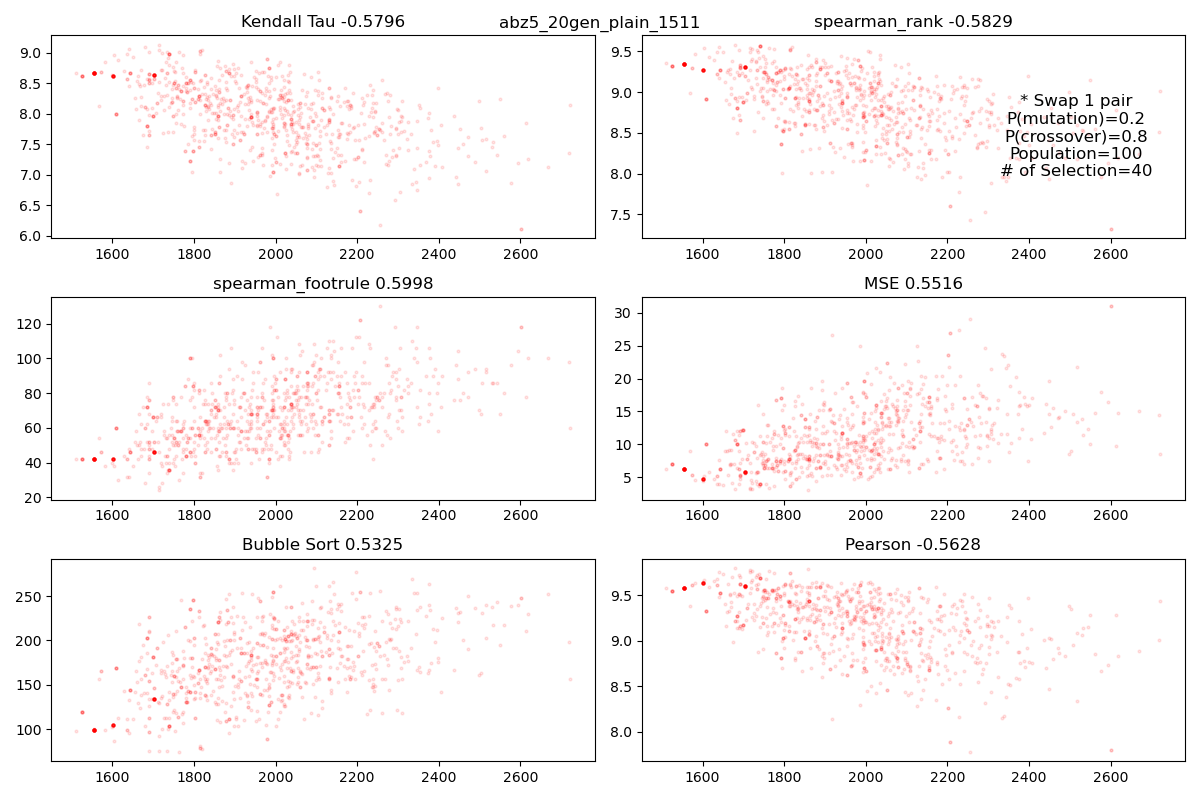 abz5_20gen_plain_1511
Kendall Tau -0.5796
9.0
8.5
8.0
7.5
7.0
6.5
6.0
1600 1800 2000 2200 2400 2600
spearman_rank -0.5829
9.5
9.0
8.5
8.0
7.5
* Swap 1 pair
P(mutation)=0.2
P(crossover)=0.8
Population=100
# of Selection=40
1600 1800 2000 2200 2400 2600
spearman_footrule 0.5998
120
100
80
60
40
20
1600 1800 2000 2200 2400 2600
MSE 0.5516
30
25
20
15
10
5
1600 1800 2000 2200 2400 2600
Bubble Sort 0.5325
250
200
150
100
1600 1800 2000 2200 2400 2600
Pearson -0.5628
9.5
9.0
8.5
8.0
1600 1800 2000 2200 2400 2600